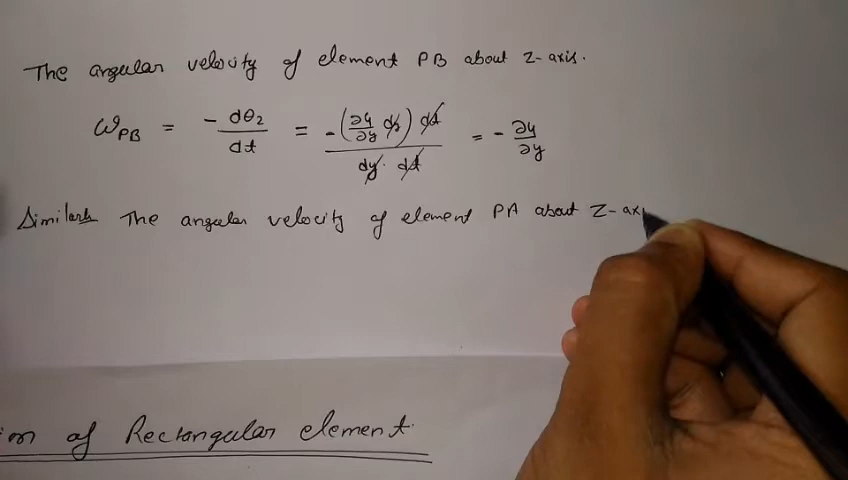 The angular velocity of element PB about z-axis.
ω_PB = - dθ₂/dt = -(∂u/∂y dy) dt / dy · dt = - ∂u/∂y
Similarly The angular velocity of element PA about Z-ax
of Rectangular element